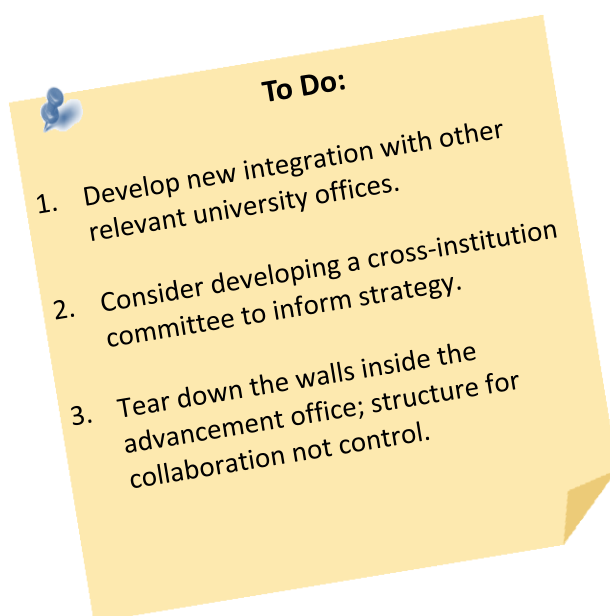 To Do:
1. Develop new integration with other
relevant university offices.
2. Consider developing a cross-institution
committee to inform strategy.
3. Tear down the walls inside the
advancement office; structure for
collaboration not control.